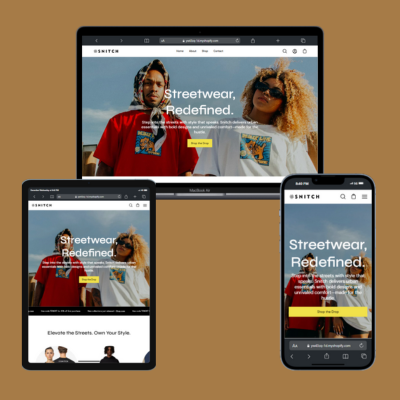 SNITCH
Home About Shop Contact
Streetwear,
Redefined.
Step into the streets with style that speaks. Snitch delivers urban
essentials with bold designs and unrivaled comfort—made for the
hustle.
Shop the Drop
MacBook Air
SNITCH
Streetwear,
Redefined.
Step into the streets with style that speaks. Snitch delivers urban
essentials with bold designs and unrivaled comfort—made for the
hustle.
Shop the Drop
Elevate the Streets. Own Your Style.
SNITCH
Streetwear,
Redefined.
Step into the streets with style that
speaks. Snitch delivers urban
essentials with bold designs and
unrivaled comfort—made for the
hustle.
Shop the Drop
AA